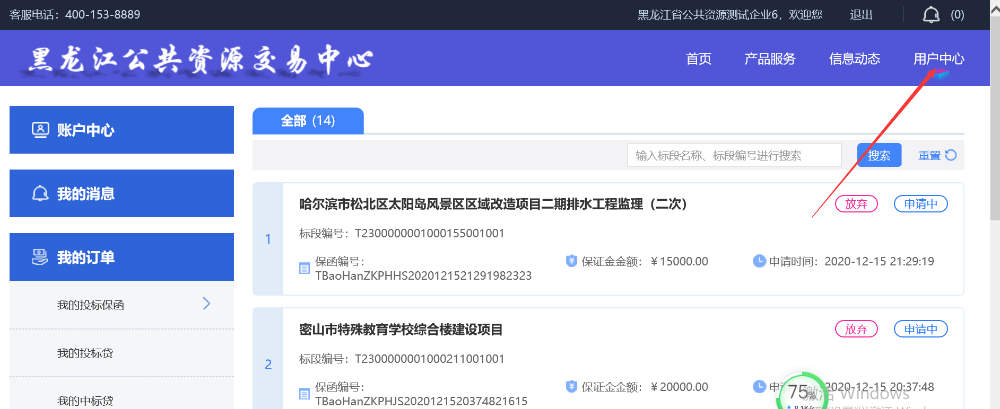 客服电话：400-153-8889
黑龙江省公共资源测试企业6，欢迎您 退出 (0)
黑龙江公共资源交易中心
首页 产品服务 信息动态 用户中心
账户中心
我的消息
我的订单
我的投标保函
我的投标贷
我的中标贷
全部 (14)
输入标段名称、标段编号进行搜索 搜索 重置
1
哈尔滨市松北区太阳岛风景区区域改造项目二期排水工程监理（二次） 放弃 申请中
标段编号：T2300000001000155001001
保函编号：
TBaoHanZKPHHS2020121521291982323
保证金金额：￥15000.00
申请时间：2020-12-15 21:29:19
2
密山市特殊教育学校综合楼建设项目 放弃 申请中
标段编号：T2300000001000211001001
保函编号：
TBaoHanZKPHJS2020121520374821615
保证金金额：￥20000.00
申 2020-12-15 20:37:48
75%
激活 Windows